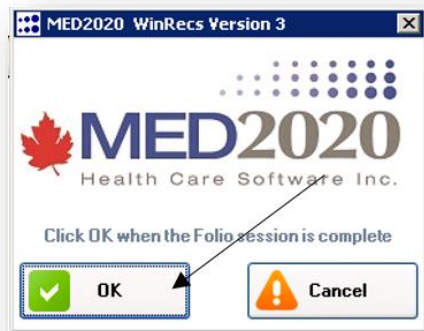 MED2020 WinRecs Version 3
MED2020
Health Care Software Inc.
Click OK when the Folio session is complete
OK
Cancel